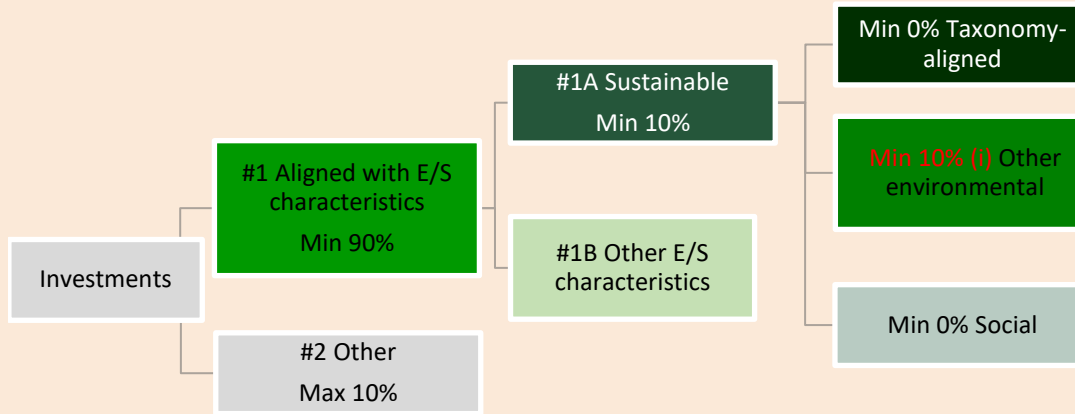 Investments
#1 Aligned with E/S
characteristics
Min 90%
#2 Other
Max 10%
#1A Sustainable
Min 10%
#1B Other E/S
characteristics
Min 0% Taxonomy-
aligned
Min 10% (i) Other
environmental
Min 0% Social